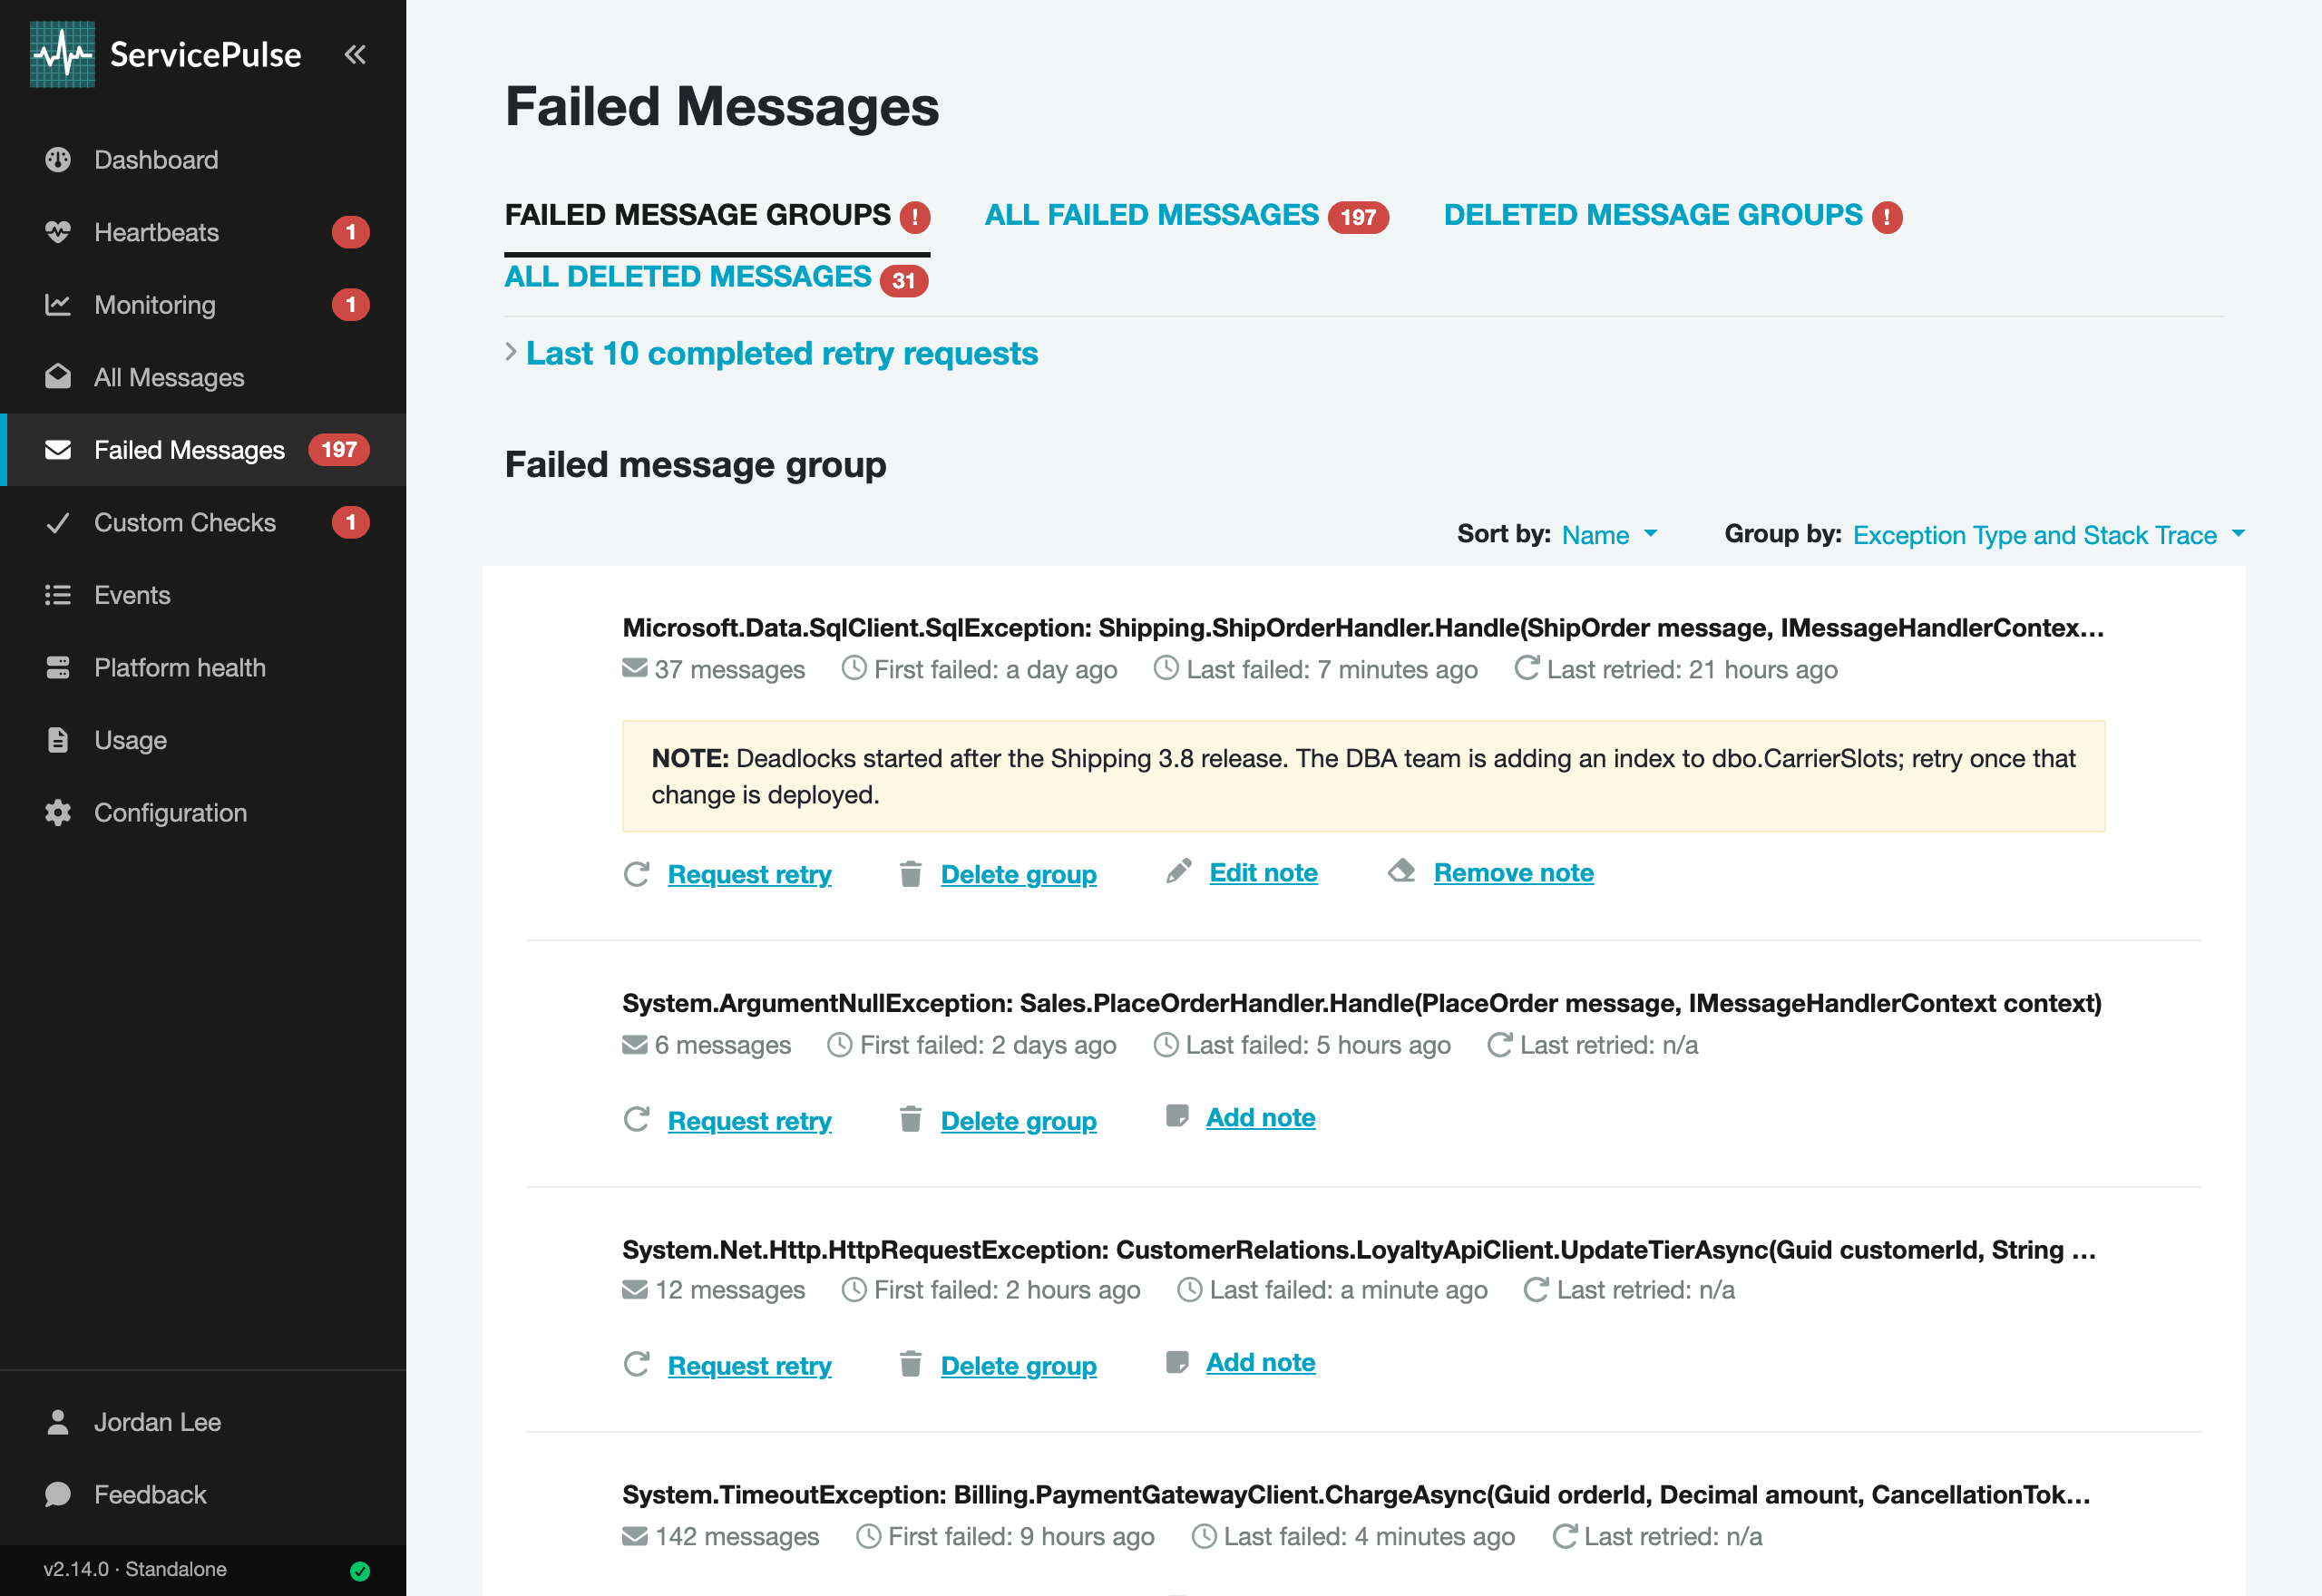 ServicePulse
Dashboard
Heartbeats 1
Monitoring 1
All Messages
Failed Messages 197
Custom Checks 1
Events
Platform health
Usage
Configuration
Jordan Lee
Feedback
v2.14.0 · Standalone
Failed Messages
FAILED MESSAGE GROUPS ! ALL FAILED MESSAGES 197 DELETED MESSAGE GROUPS !
ALL DELETED MESSAGES 31
Last 10 completed retry requests
Failed message group
Sort by: Name Group by: Exception Type and Stack Trace
Microsoft.Data.SqlClient.SqlException: Shipping.ShipOrderHandler.Handle(ShipOrder message, IMessageHandlerContex…
37 messages First failed: a day ago Last failed: 7 minutes ago Last retried: 21 hours ago
NOTE: Deadlocks started after the Shipping 3.8 release. The DBA team is adding an index to dbo.CarrierSlots; retry once that
change is deployed.
Request retry Delete group Edit note Remove note
System.ArgumentNullException: Sales.PlaceOrderHandler.Handle(PlaceOrder message, IMessageHandlerContext context)
6 messages First failed: 2 days ago Last failed: 5 hours ago Last retried: n/a
Request retry Delete group Add note
System.Net.Http.HttpRequestException: CustomerRelations.LoyaltyApiClient.UpdateTierAsync(Guid customerId, String …
12 messages First failed: 2 hours ago Last failed: a minute ago Last retried: n/a
Request retry Delete group Add note
System.TimeoutException: Billing.PaymentGatewayClient.ChargeAsync(Guid orderId, Decimal amount, CancellationTok…
142 messages First failed: 9 hours ago Last failed: 4 minutes ago Last retried: n/a